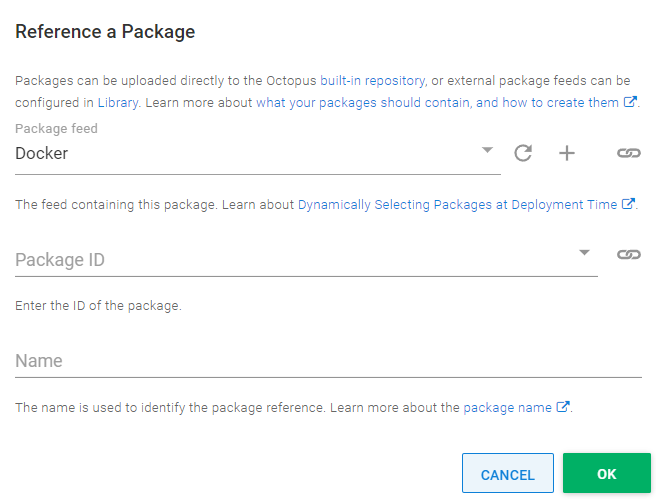 Reference a Package
Packages can be uploaded directly to the Octopus built-in repository, or external package feeds can be
configured in Library. Learn more about what your packages should contain, and how to create them.
Package feed
Docker
The feed containing this package. Learn about Dynamically Selecting Packages at Deployment Time.
Package ID
Enter the ID of the package.
Name
The name is used to identify the package reference. Learn more about the package name.
CANCEL
OK